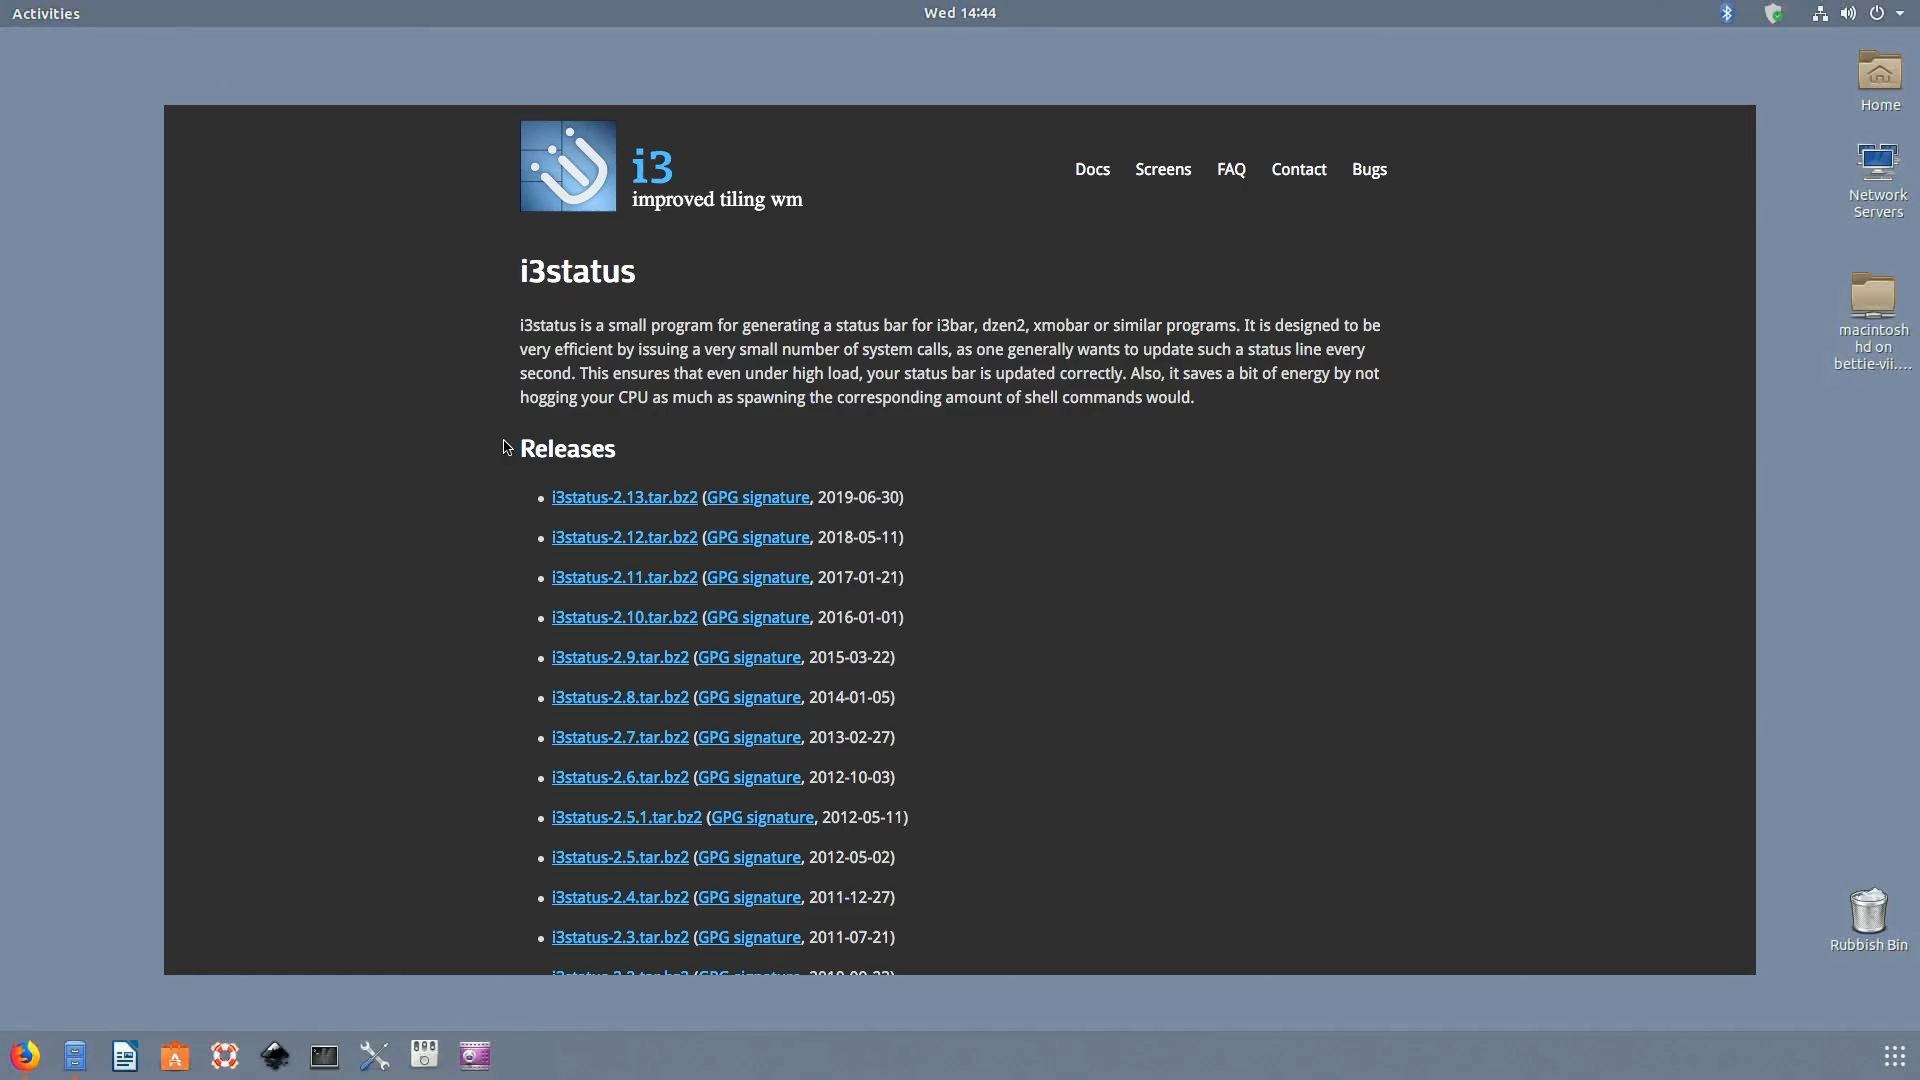 Activities
Wed 14:44
i3
improved tiling wm
Docs Screens FAQ Contact Bugs
i3status
i3status is a small program for generating a status bar for i3bar, dzen2, xmobar or similar programs. It is designed to be
very efficient by issuing a very small number of system calls, as one generally wants to update such a status line every
second. This ensures that even under high load, your status bar is updated correctly. Also, it saves a bit of energy by not
hogging your CPU as much as spawning the corresponding amount of shell commands would.
Releases
i3status-2.13.tar.bz2 (GPG signature, 2019-06-30)
i3status-2.12.tar.bz2 (GPG signature, 2018-05-11)
i3status-2.11.tar.bz2 (GPG signature, 2017-01-21)
i3status-2.10.tar.bz2 (GPG signature, 2016-01-01)
i3status-2.9.tar.bz2 (GPG signature, 2015-03-22)
i3status-2.8.tar.bz2 (GPG signature, 2014-01-05)
i3status-2.7.tar.bz2 (GPG signature, 2013-02-27)
i3status-2.6.tar.bz2 (GPG signature, 2012-10-03)
i3status-2.5.1.tar.bz2 (GPG signature, 2012-05-11)
i3status-2.5.tar.bz2 (GPG signature, 2012-05-02)
i3status-2.4.tar.bz2 (GPG signature, 2011-12-27)
i3status-2.3.tar.bz2 (GPG signature, 2011-07-21)
Home
Network
Servers
macintosh
hd on
bettie-vii....
Rubbish Bin